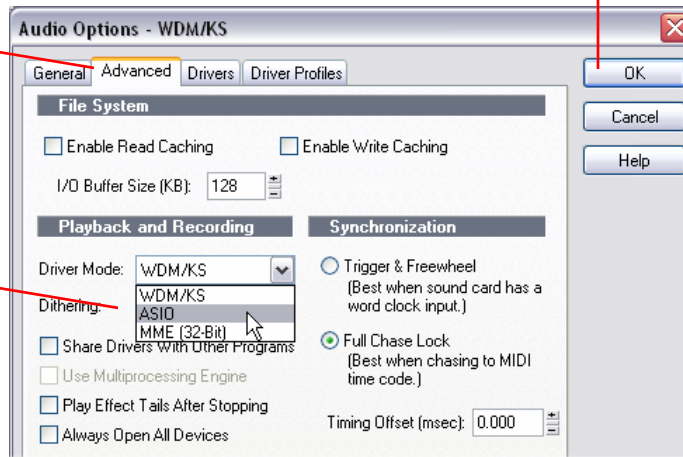 Audio Options - WDM/KS
General Advanced Drivers Driver Profiles
OK
Cancel
Help
File System
Enable Read Caching Enable Write Caching
I/O Buffer Size (KB): 128
Playback and Recording
Driver Mode: WDM/KS
WDM/KS
ASIO
MME (32-Bit)
Dithering:
Share Drivers With Other Programs
Use Multiprocessing Engine
Play Effect Tails After Stopping
Always Open All Devices
Synchronization
Trigger & Freewheel
(Best when sound card has a
word clock input.)
Full Chase Lock
(Best when chasing to MIDI
time code.)
Timing Offset (msec): 0.000